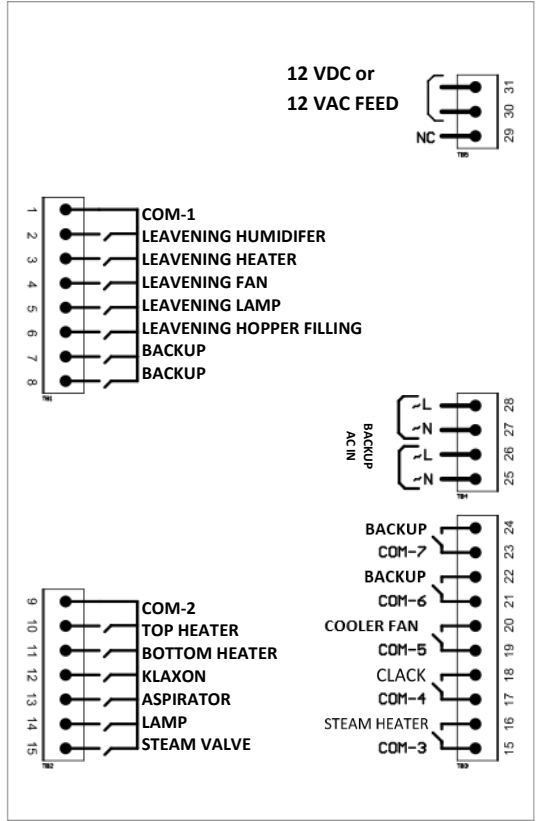 12 VDC or
12 VAC FEED
31
30
NC 29
TB5
1 COM-1
2 LEAVENING HUMIDIFER
3 LEAVENING HEATER
4 LEAVENING FAN
5 LEAVENING LAMP
6 LEAVENING HOPPER FILLING
7 BACKUP
8 BACKUP
TB1
BACKUP
AC IN
~L 28
~N 27
~L 26
~N 25
TB4
BACKUP 24
COM-7 23
BACKUP 22
COM-6 21
COOLER FAN 20
COM-5 19
CLACK 18
COM-4 17
STEAM HEATER 16
COM-3 15
TB3
9 COM-2
10 TOP HEATER
11 BOTTOM HEATER
12 KLAXON
13 ASPIRATOR
14 LAMP
15 STEAM VALVE
TB2